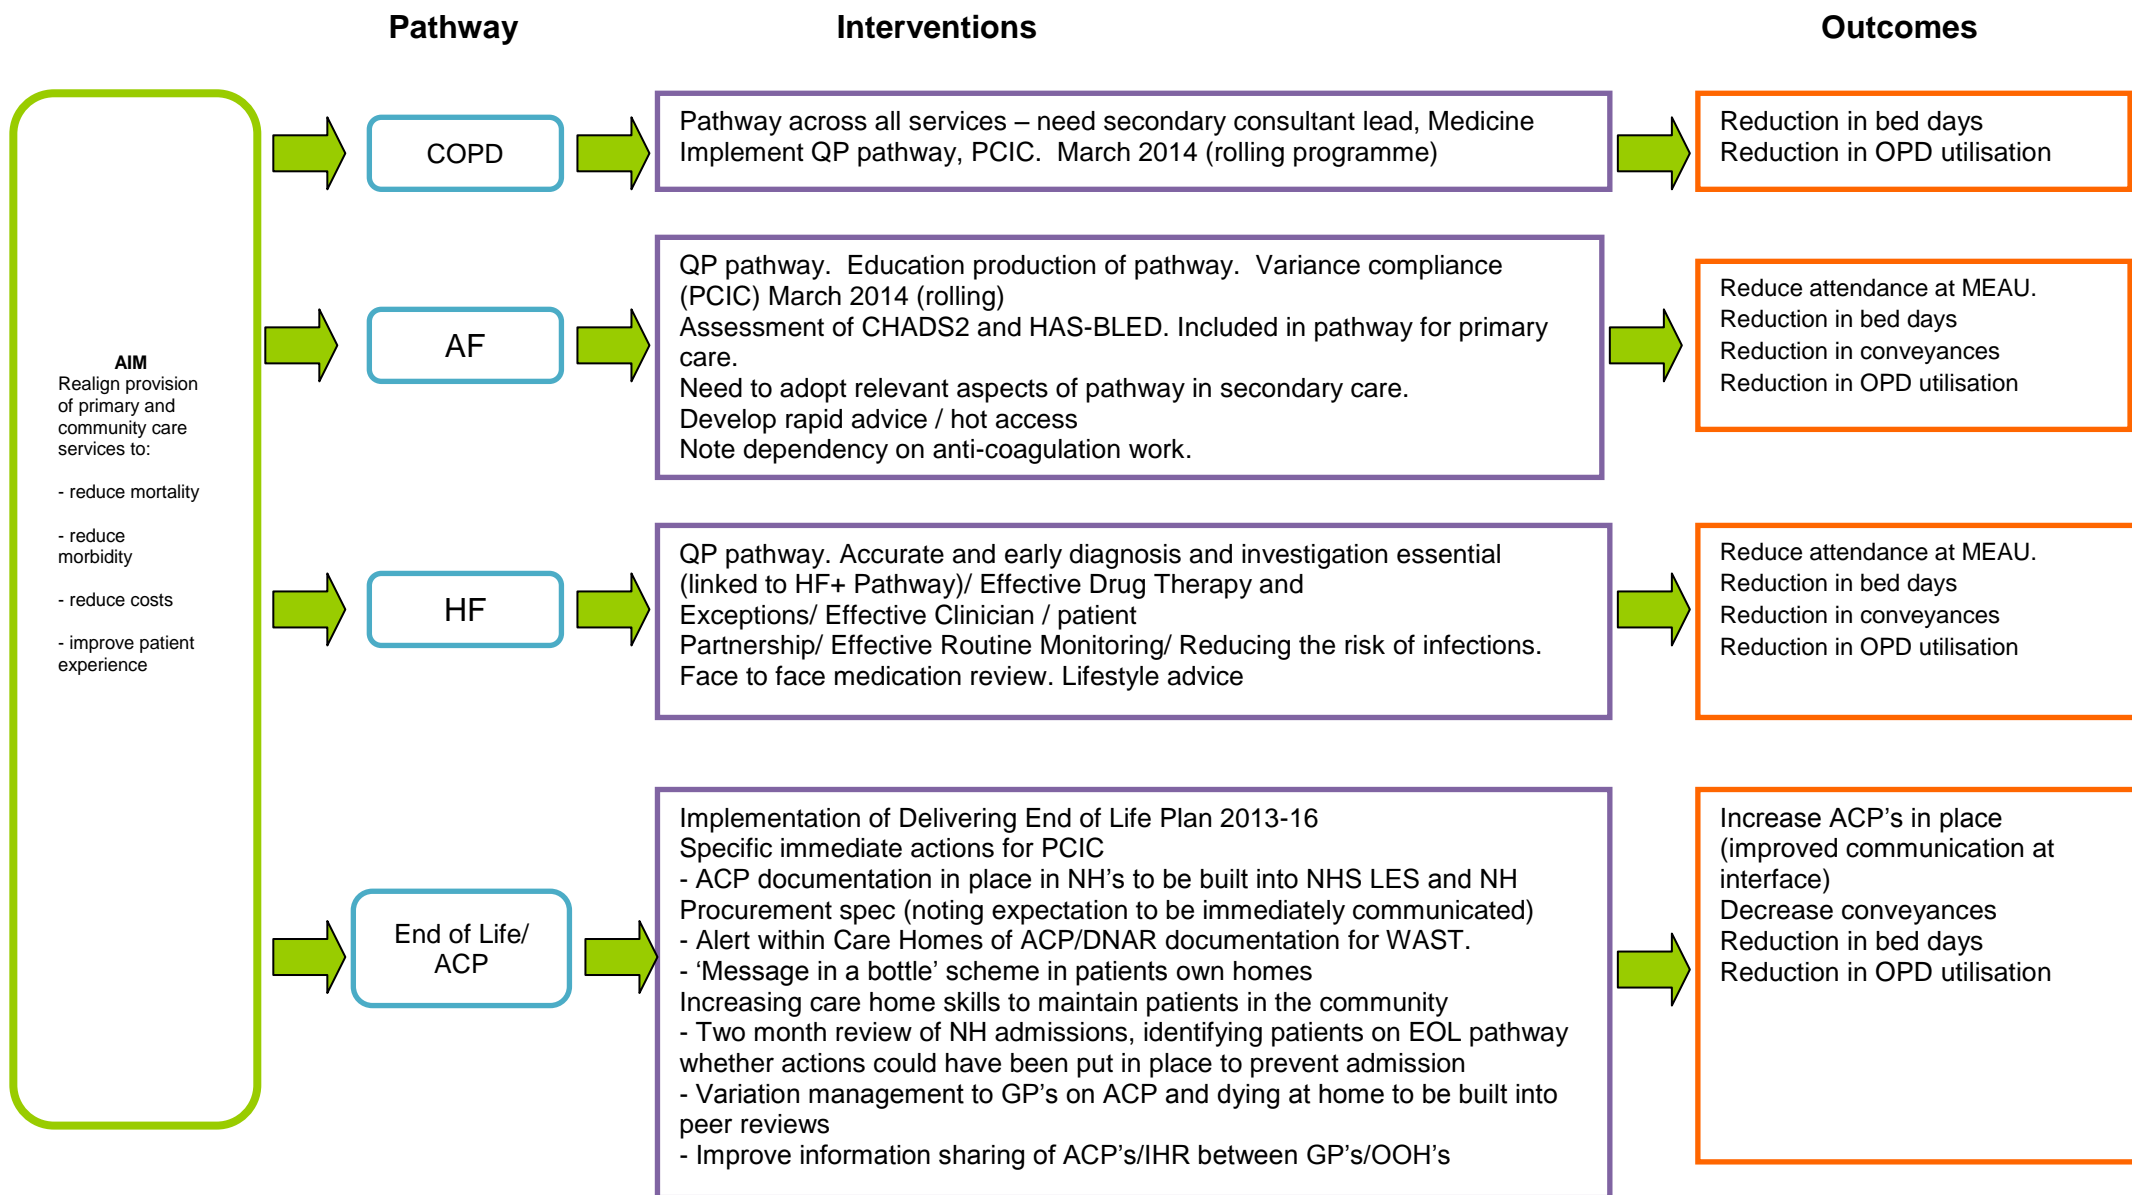 Pathway
Interventions
Outcomes
AIM
Realign provision
of primary and
community care
services to:
- reduce mortality
- reduce
morbidity
- reduce costs
- improve patient
experience
COPD
Pathway across all services – need secondary consultant lead, Medicine
Implement QP pathway, PCIC.  March 2014 (rolling programme)
Reduction in bed days
Reduction in OPD utilisation
AF
QP pathway.  Education production of pathway.  Variance compliance
(PCIC) March 2014 (rolling)
Assessment of CHADS2 and HAS-BLED. Included in pathway for primary
care.
Need to adopt relevant aspects of pathway in secondary care.
Develop rapid advice / hot access
Note dependency on anti-coagulation work.
Reduce attendance at MEAU.
Reduction in bed days
Reduction in conveyances
Reduction in OPD utilisation
HF
QP pathway. Accurate and early diagnosis and investigation essential
(linked to HF+ Pathway)/ Effective Drug Therapy and
Exceptions/ Effective Clinician / patient
Partnership/ Effective Routine Monitoring/ Reducing the risk of infections.
Face to face medication review. Lifestyle advice
Reduce attendance at MEAU.
Reduction in bed days
Reduction in conveyances
Reduction in OPD utilisation
End of Life/
ACP
Implementation of Delivering End of Life Plan 2013-16
Specific immediate actions for PCIC
- ACP documentation in place in NH's to be built into NHS LES and NH
Procurement spec (noting expectation to be immediately communicated)
- Alert within Care Homes of ACP/DNAR documentation for WAST.
- ‘Message in a bottle’ scheme in patients own homes
Increasing care home skills to maintain patients in the community
- Two month review of NH admissions, identifying patients on EOL pathway
whether actions could have been put in place to prevent admission
- Variation management to GP’s on ACP and dying at home to be built into
peer reviews
- Improve information sharing of ACP’s/IHR between GP’s/OOH’s
Increase ACP’s in place
(improved communication at
interface)
Decrease conveyances
Reduction in bed days
Reduction in OPD utilisation